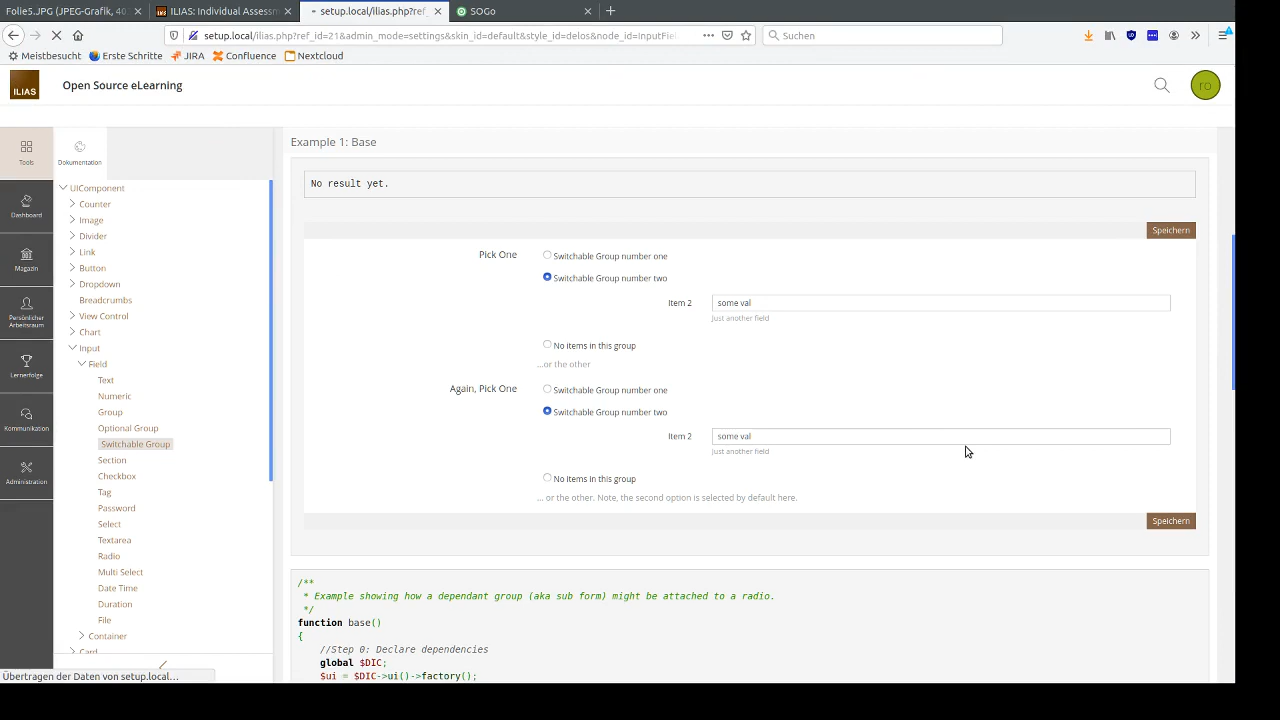 Folie5.JPG (JPEG-Grafik, 40
ILIAS: Individual Assessm
setup.local/ilias.php?ref_
SOGo
setup.local/ilias.php?ref_id=21&admin_mode=settings&skin_id=default&style_id=delos&node_id=InputFiel
Suchen
Meistbesucht
Erste Schritte
JIRA
Confluence
Nextcloud
ILIAS
Open Source eLearning
ro
Tools
Dokumentation
Dashboard
Magazin
Persönlicher
Arbeitsraum
Lernerfolge
Kommunikation
Administration
UIComponent
Counter
Image
Divider
Link
Button
Dropdown
Breadcrumbs
View Control
Chart
Input
Field
Text
Numeric
Group
Optional Group
Switchable Group
Section
Checkbox
Tag
Password
Select
Textarea
Radio
Multi Select
Date Time
Duration
File
Container
Card
Übertragen der Daten von setup.local…
Example 1: Base
No result yet.
Speichern
Pick One
Switchable Group number one
Switchable Group number two
Item 2
some val
Just another field
No items in this group
...or the other
Again, Pick One
Switchable Group number one
Switchable Group number two
Item 2
some val
Just another field
No items in this group
... or the other. Note, the second option is selected by default here.
Speichern
/**
* Example showing how a dependant group (aka sub form) might be attached to a radio.
*/
function base()
{
//Step 0: Declare dependencies
global $DIC;
$ui = $DIC->ui()->factory();